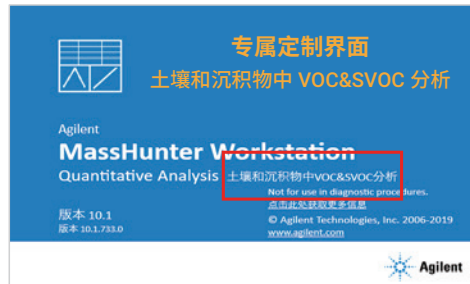 专属定制界面
土壤和沉积物中 VOC&SVOC 分析
Agilent
MassHunter Workstation
Quantitative Analysis 土壤和沉积物中VOC&SVOC分析
Not for use in diagnostic procedures.
点击此处获取更多信息
版本 10.1
© Agilent Technologies, Inc. 2006-2019
版本 10.1.733.0
www.agilent.com
Agilent